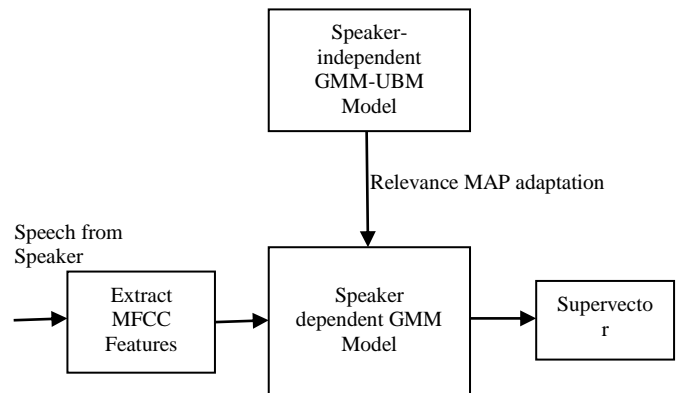 Speaker-
independent
GMM-UBM
Model
Relevance MAP adaptation
Speech from
Speaker
Extract
MFCC
Features
Speaker
dependent GMM
Model
Supervecto
r